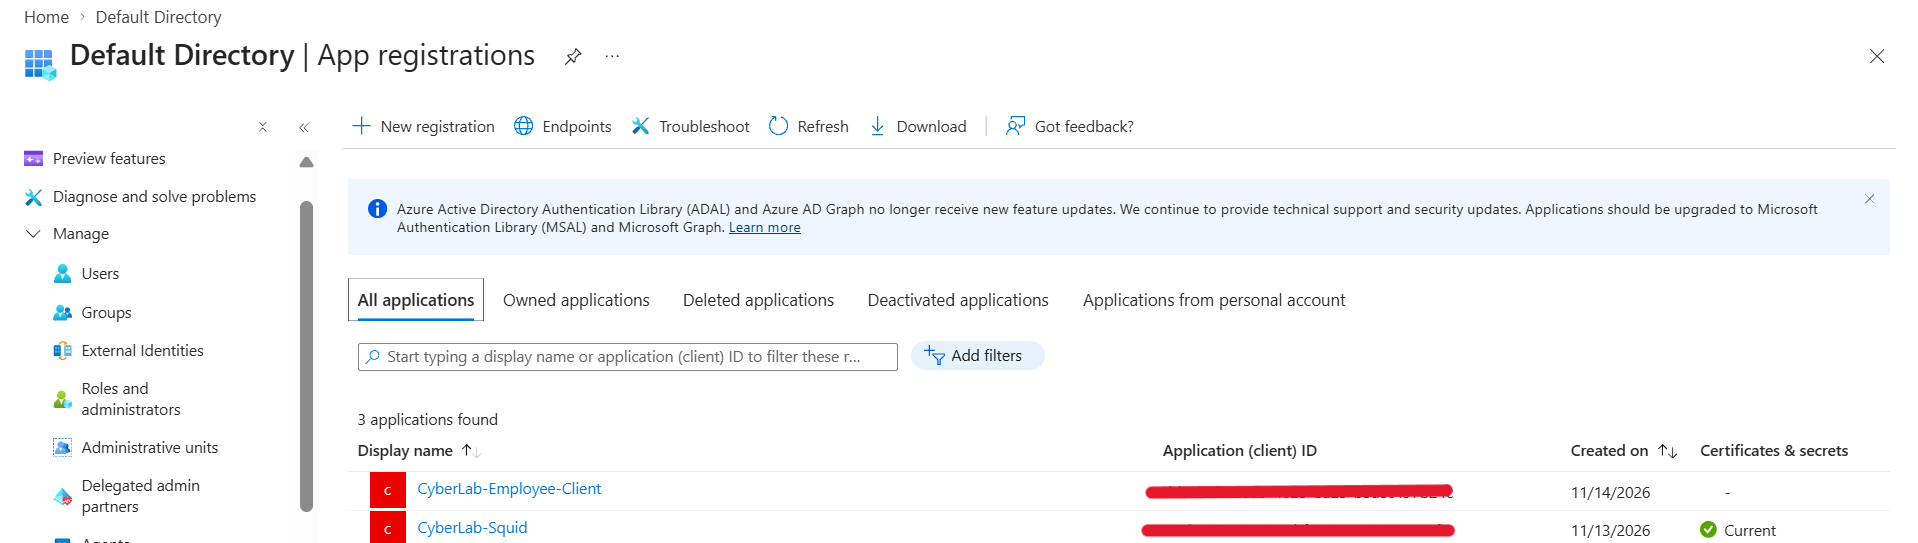 Home > Default Directory
Default Directory | App registrations
Preview features
Diagnose and solve problems
Manage
Users
Groups
External Identities
Roles and
administrators
Administrative units
Delegated admin
partners
New registration
Endpoints
Troubleshoot
Refresh
Download
Got feedback?
Azure Active Directory Authentication Library (ADAL) and Azure AD Graph no longer receive new feature updates. We continue to provide technical support and security updates. Applications should be upgraded to Microsoft
Authentication Library (MSAL) and Microsoft Graph. Learn more
All applications
Owned applications
Deleted applications
Deactivated applications
Applications from personal account
Start typing a display name or application (client) ID to filter these r...
Add filters
3 applications found
Display name
Application (client) ID
Created on
Certificates & secrets
C CyberLab-Employee-Client
11/14/2026
-
C CyberLab-Squid
11/13/2026
Current